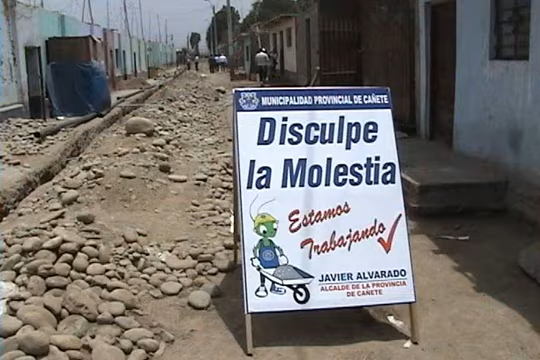 MUNICIPALIDAD PROVINCIAL DE CAÑETE
Disculpe
la Molestia
Estamos
Trabajando
JAVIER ALVARADO
ALCALDE DE LA PROVINCIA
DE CAÑETE